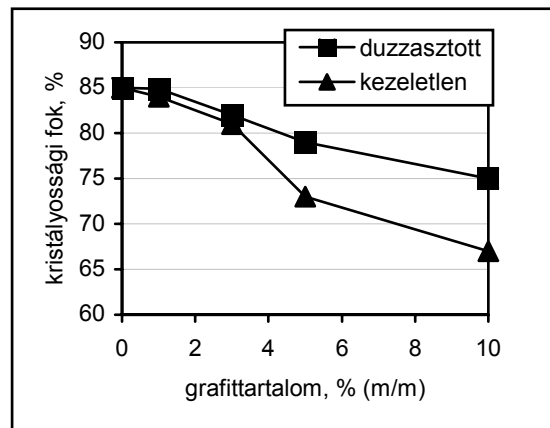 90
85
80
75
70
65
60
kristályossági fok, %
duzzasztott
kezeletlen
0 2 4 6 8 10
grafittartalom, % (m/m)